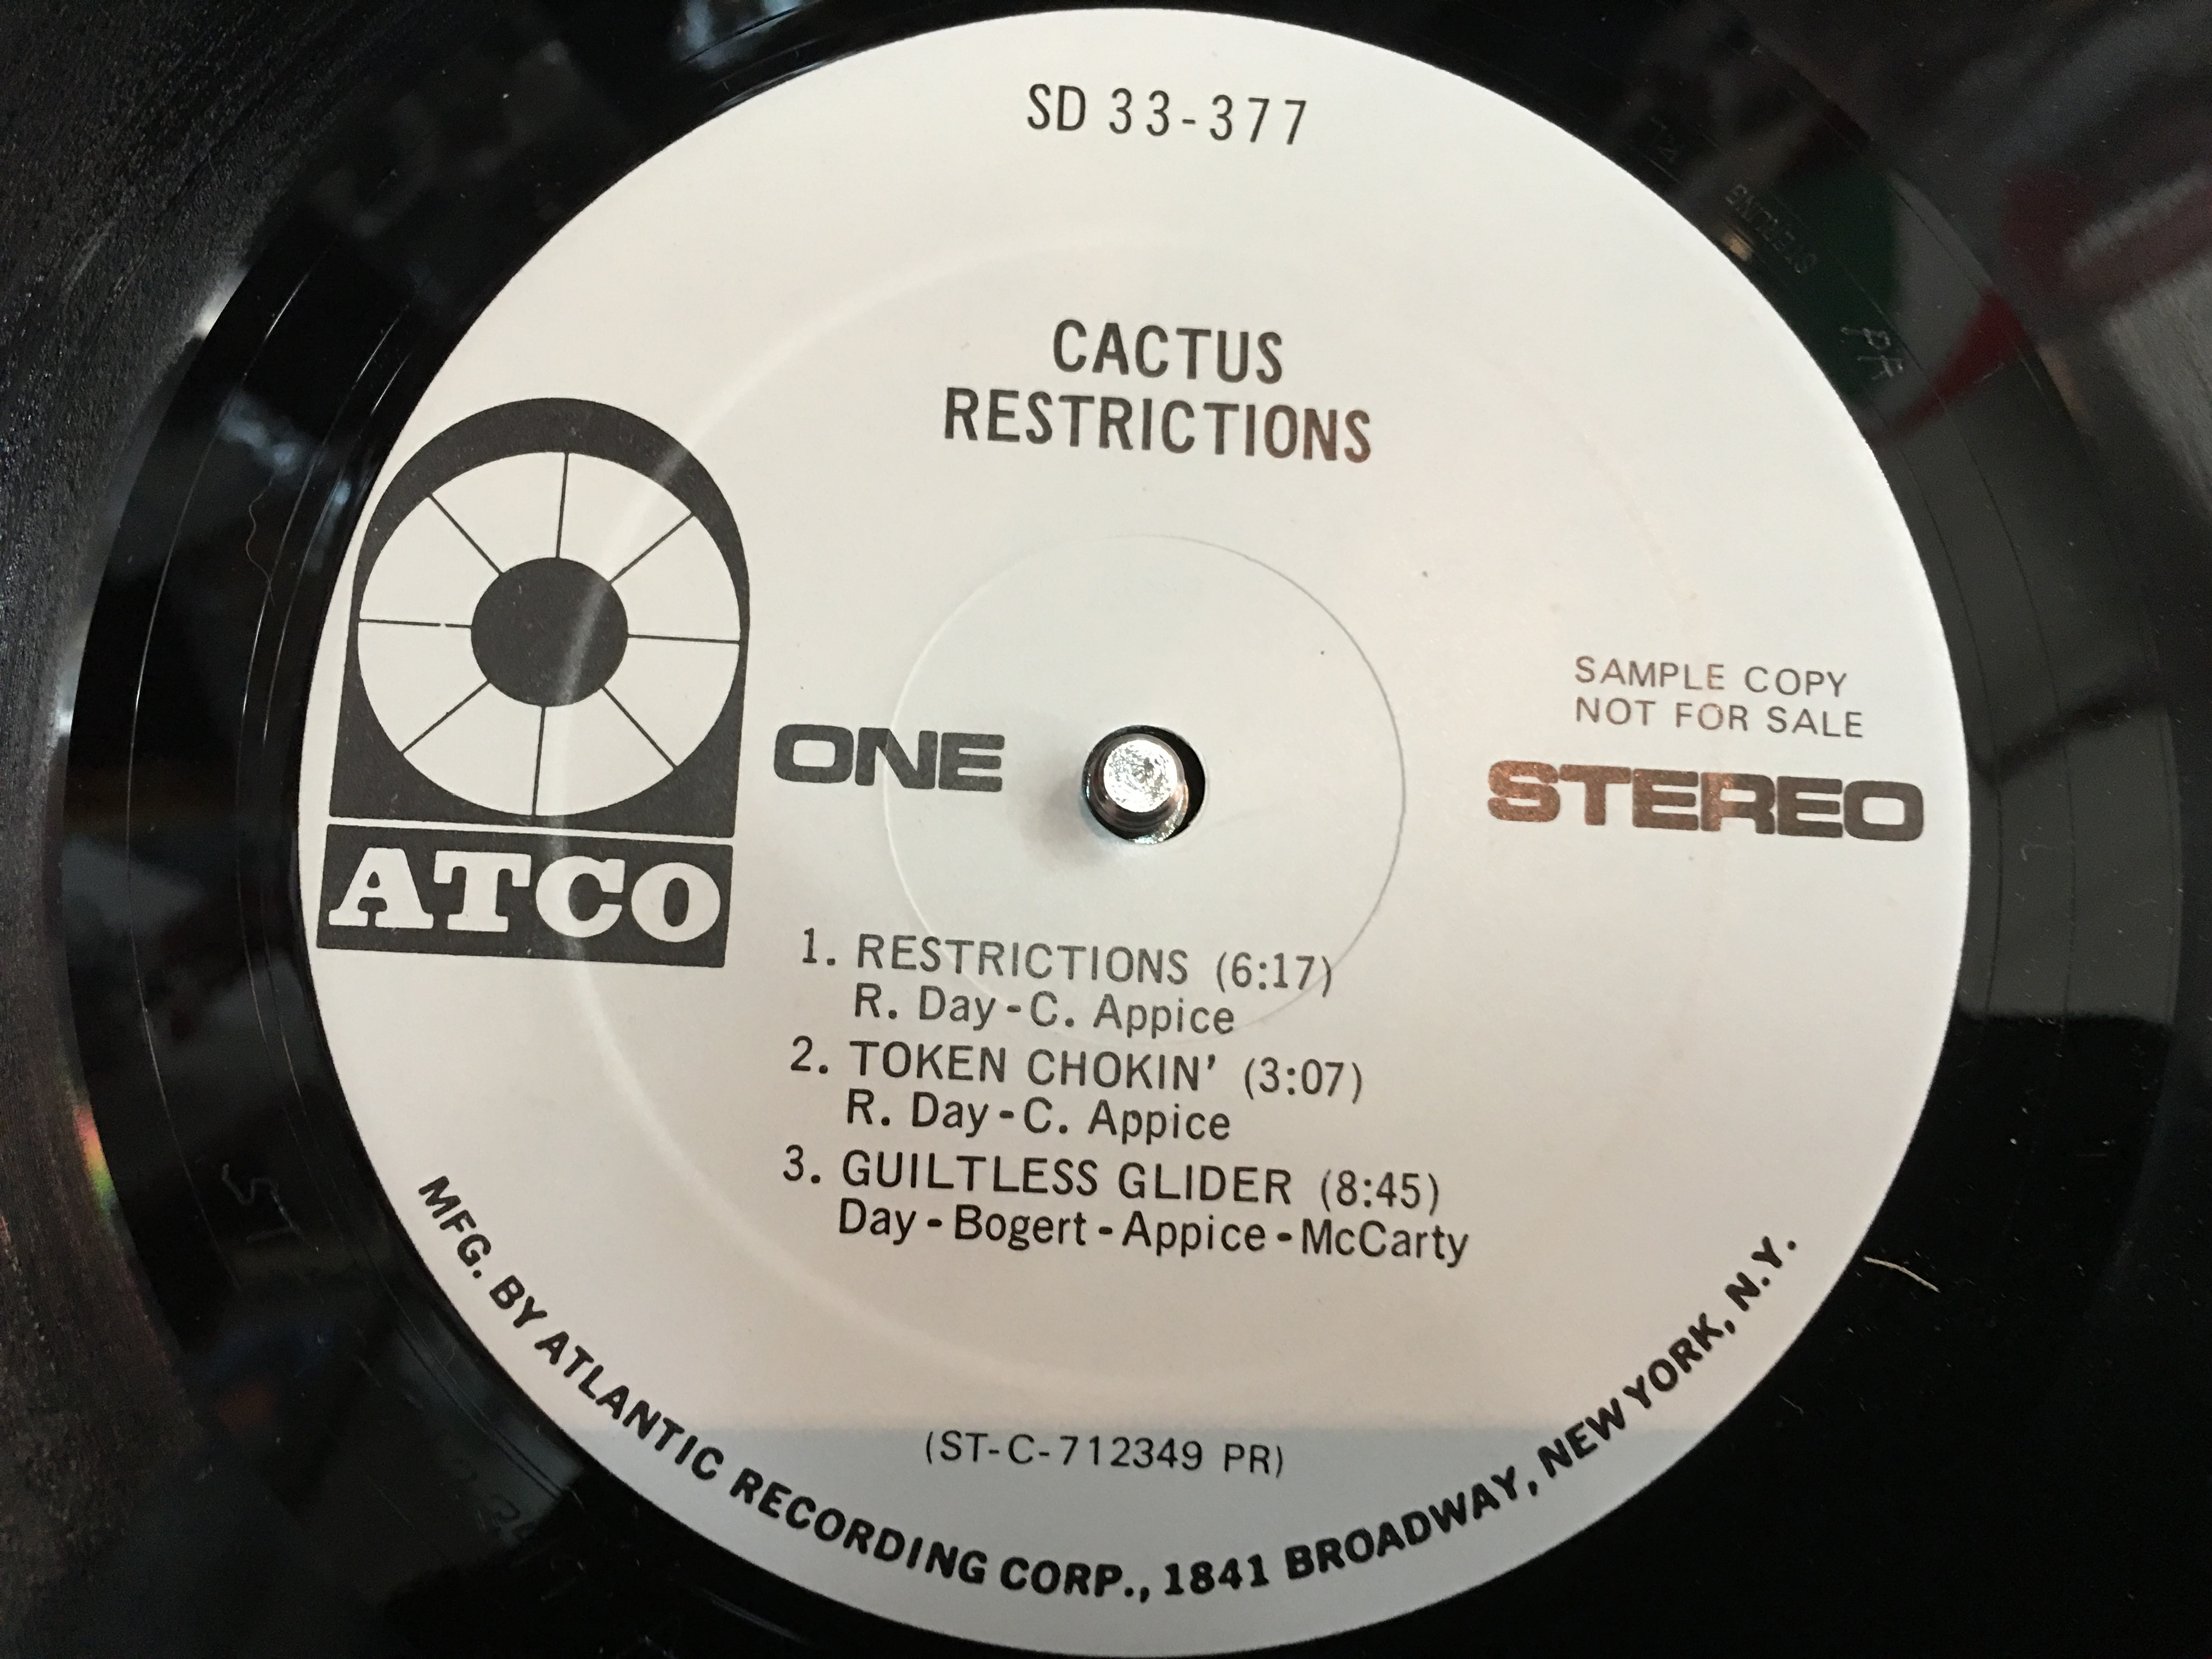 SD 33-377
CACTUS
RESTRICTIONS
ATCO
ONE
SAMPLE COPY
NOT FOR SALE
STEREO
1. RESTRICTIONS (6:17)
R. Day-C. Appice
2. TOKEN CHOKIN' (3:07)
R. Day-C. Appice
3. GUILTLESS GLIDER (8:45)
Day-Bogert-Appice-McCarty
(ST-C-712349 PR)
MFG. BY ATLANTIC RECORDING CORP., 1841 BROADWAY, NEW YORK, N.Y.
STERLING